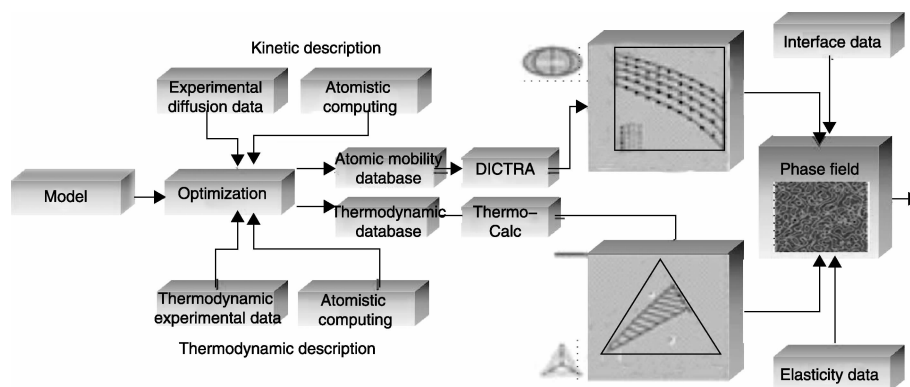 Kinetic description
Interface data
Experimental
diffusion data
Atomistic
computing
Model
Optimization
Atomic mobility
database
DICTRA
Phase field
Thermodynamic
database
Thermo–
Calc
Thermodynamic
experimental data
Atomistic
computing
Thermodynamic description
Elasticity data